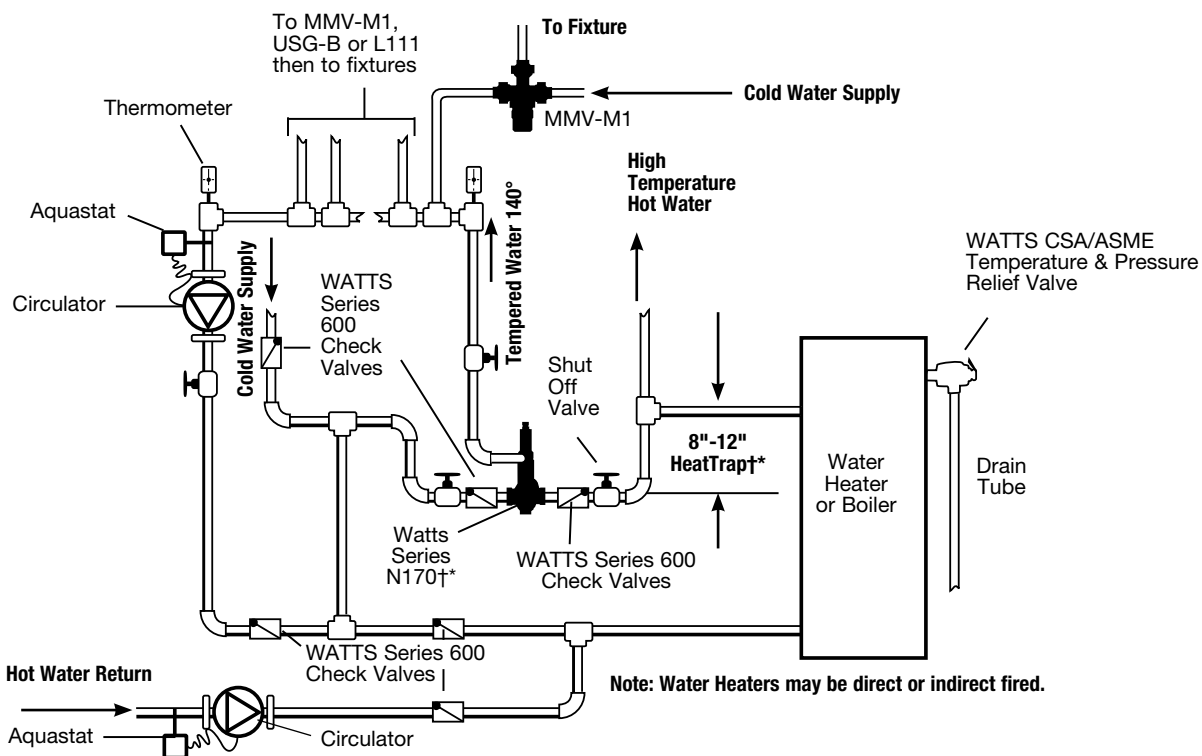 To MMV-M1,
USG-B or L111
then to fixtures
To Fixture
Thermometer
Cold Water Supply
MMV-M1
High
Temperature
Hot Water
Aquastat
WATTS CSA/ASME
Temperature & Pressure
Relief Valve
Circulator
Cold Water Supply
WATTS
Series
600
Check
Valves
Tempered Water 140°
Shut
Off
Valve
8"-12"
HeatTrap†*
Water
Heater
or Boiler
Drain
Tube
Watts
Series
N170†*
WATTS Series 600
Check Valves
WATTS Series 600
Check Valves
Hot Water Return
Note: Water Heaters may be direct or indirect fired.
Aquastat
Circulator